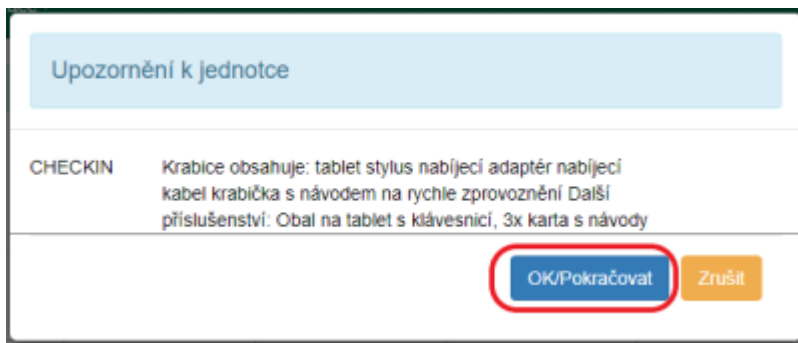 Upozornění k jednotce
CHECKIN Krabice obsahuje: tablet stylus nabíjecí adaptér nabíjecí
kabel krabička s návodem na rychle zprovoznění Další
příslušenství: Obal na tablet s klávesnicí, 3x karta s návody
OK/Pokračovat Zrušit